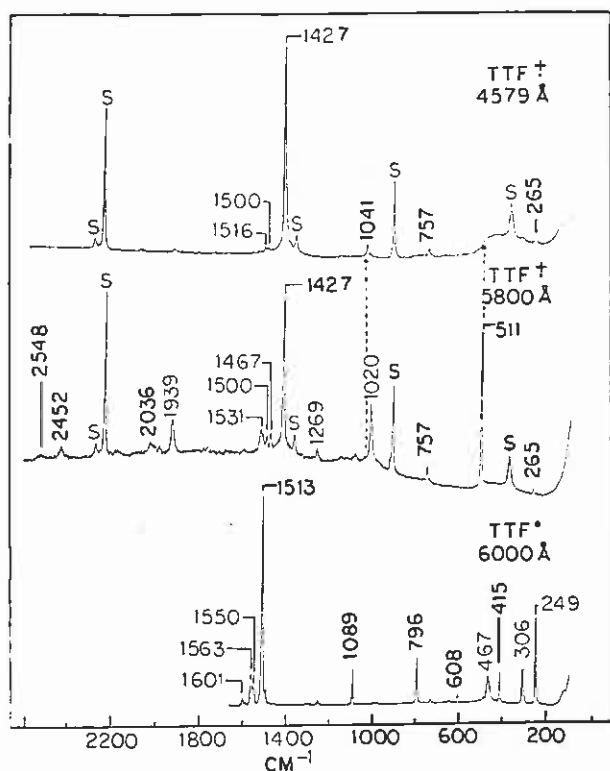 1427
TTF⁺̇
4579 Å
S
S
1500
1516
S
1041
S
757
S
265
TTF⁺̇
5800 Å
1427
S
2548
2452
S
2036
1939
1467
1500
1531
S
1269
1020
S
757
511
S
265
1513
TTF°
6000 Å
1550
1563
1601
1089
796
608
467
415
306
249
2200 1800 1400 1000 600 200
CM⁻¹